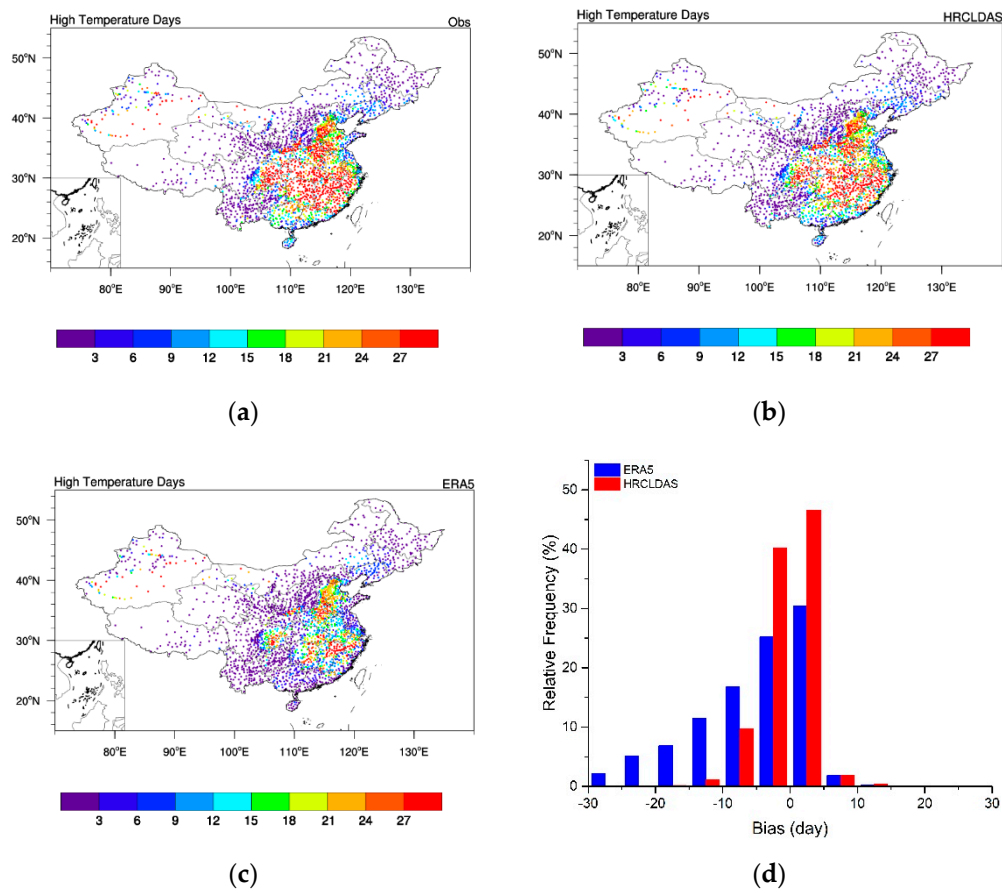 High Temperature Days Obs
50°N
40°N
30°N
20°N
80°E 90°E 100°E 110°E 120°E 130°E
3 6 9 12 15 18 21 24 27
(a)
High Temperature Days HRCLDAS
50°N
40°N
30°N
20°N
80°E 90°E 100°E 110°E 120°E 130°E
3 6 9 12 15 18 21 24 27
(b)
High Temperature Days ERA5
50°N
40°N
30°N
20°N
80°E 90°E 100°E 110°E 120°E 130°E
3 6 9 12 15 18 21 24 27
(c)
ERA5
HRCLDAS
50
40
30
20
10
0
Relative Frequency (%)
-30 -20 -10 0 10 20 30
Bias (day)
(d)